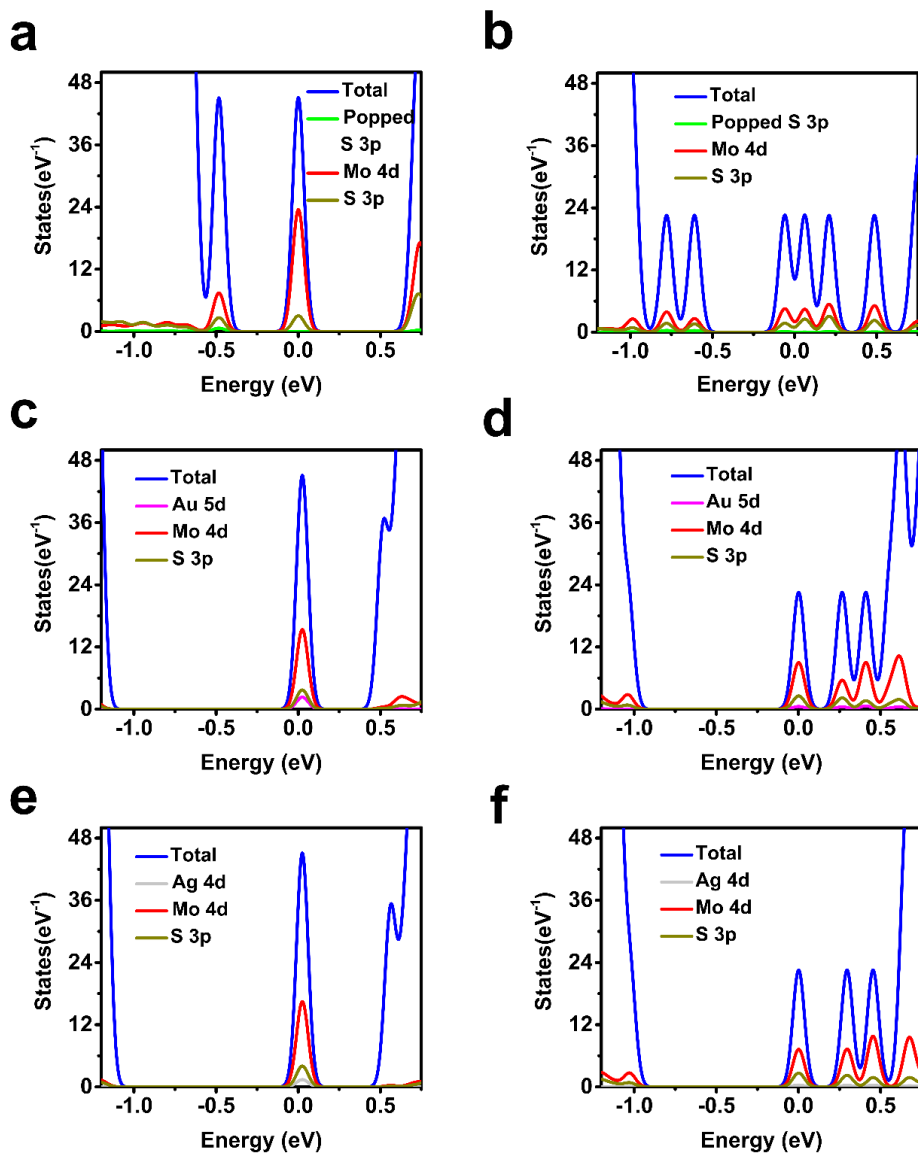 a
48
36
24
12
0
States(eV-1)
Total
Popped
S 3p
Mo 4d
S 3p
-1.0
-0.5
0.0
0.5
Energy (eV)
b
48
36
24
12
0
States(eV-1)
Total
Popped S 3p
Mo 4d
S 3p
-1.0
-0.5
0.0
0.5
Energy (eV)
c
48
36
24
12
0
States(eV-1)
Total
Au 5d
Mo 4d
S 3p
-1.0
-0.5
0.0
0.5
Energy (eV)
d
48
36
24
12
0
States(eV-1)
Total
Au 5d
Mo 4d
S 3p
-1.0
-0.5
0.0
0.5
Energy (eV)
e
48
36
24
12
0
States(eV-1)
Total
Ag 4d
Mo 4d
S 3p
-1.0
-0.5
0.0
0.5
Energy (eV)
f
48
36
24
12
0
States(eV-1)
Total
Ag 4d
Mo 4d
S 3p
-1.0
-0.5
0.0
0.5
Energy (eV)